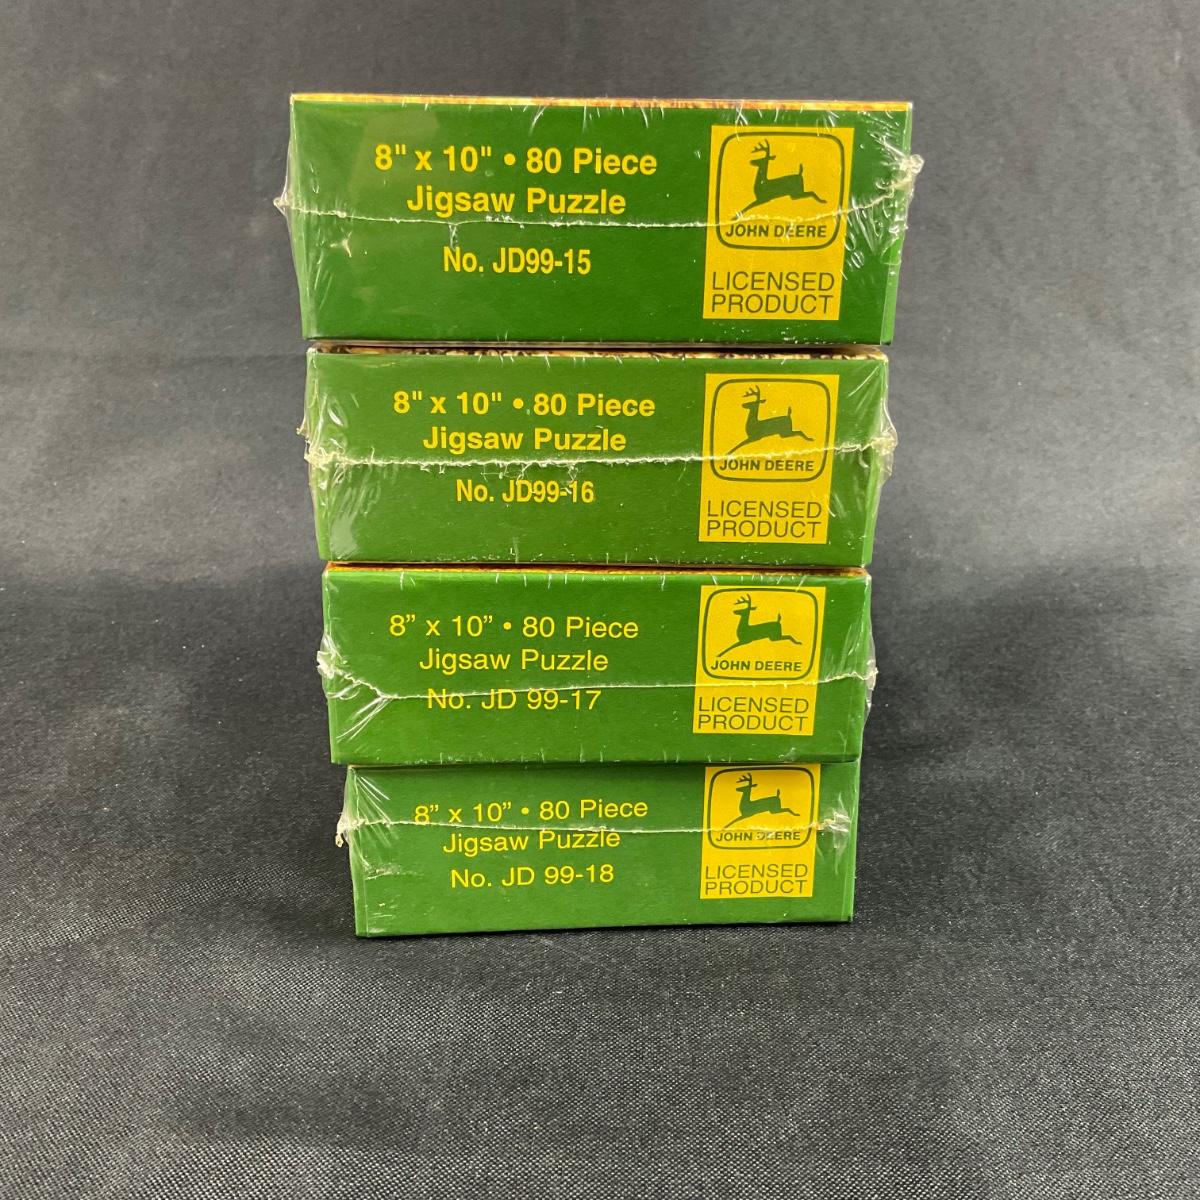 8" x 10" • 80 Piece
Jigsaw Puzzle
No. JD99-15
JOHN DEERE
LICENSED
PRODUCT
8" x 10" • 80 Piece
Jigsaw Puzzle
No. JD99-16
JOHN DEERE
LICENSED
PRODUCT
8” x 10” • 80 Piece
Jigsaw Puzzle
No. JD 99-17
JOHN DEERE
LICENSED
PRODUCT
8” x 10” • 80 Piece
Jigsaw Puzzle
No. JD 99-18
JOHN DEERE
LICENSED
PRODUCT